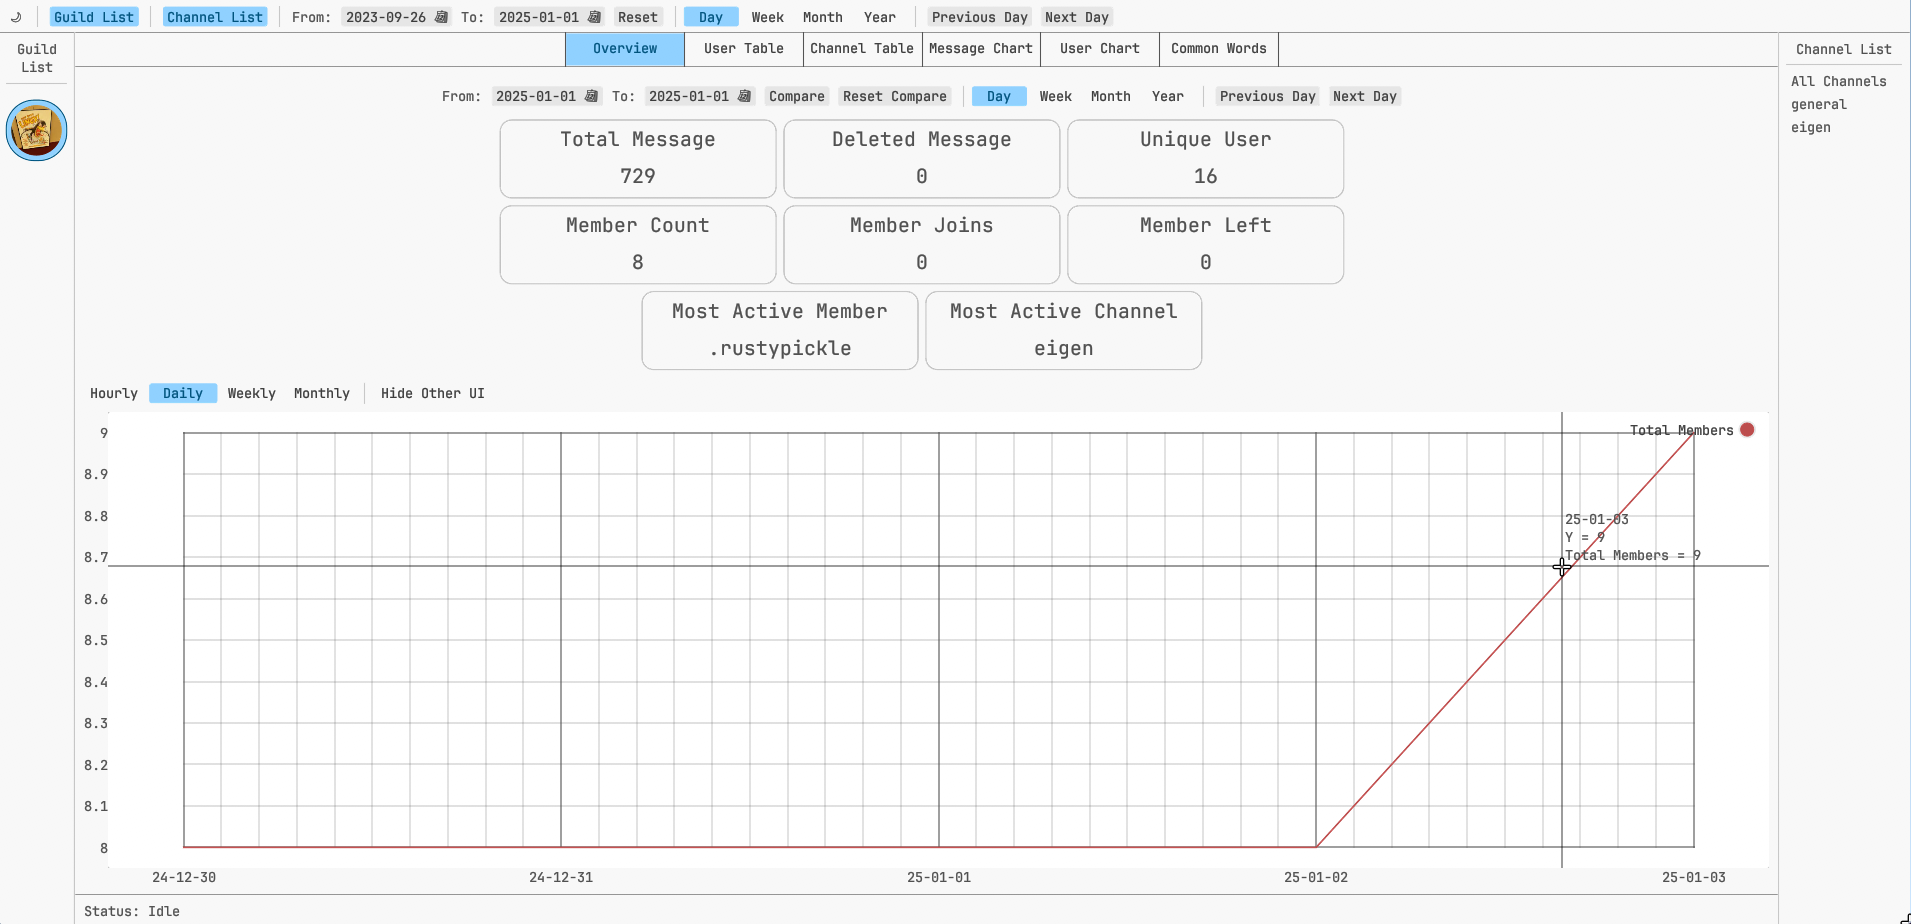 Guild List Channel List From: 2023-09-26 To: 2025-01-01 Reset Day Week Month Year Previous Day Next Day
Guild
List
Overview User Table Channel Table Message Chart User Chart Common Words
Channel List
All Channels
general
eigen
From: 2025-01-01 To: 2025-01-01 Compare Reset Compare Day Week Month Year Previous Day Next Day
Total Message
729
Deleted Message
0
Unique User
16
Member Count
8
Member Joins
0
Member Left
0
Most Active Member
.rustypickle
Most Active Channel
eigen
Hourly Daily Weekly Monthly Hide Other UI
Total Members
9
8.9
8.8
8.7
8.6
8.5
8.4
8.3
8.2
8.1
8
25-01-03
Y = 9
Total Members = 9
24-12-30 24-12-31 25-01-01 25-01-02 25-01-03
Status: Idle